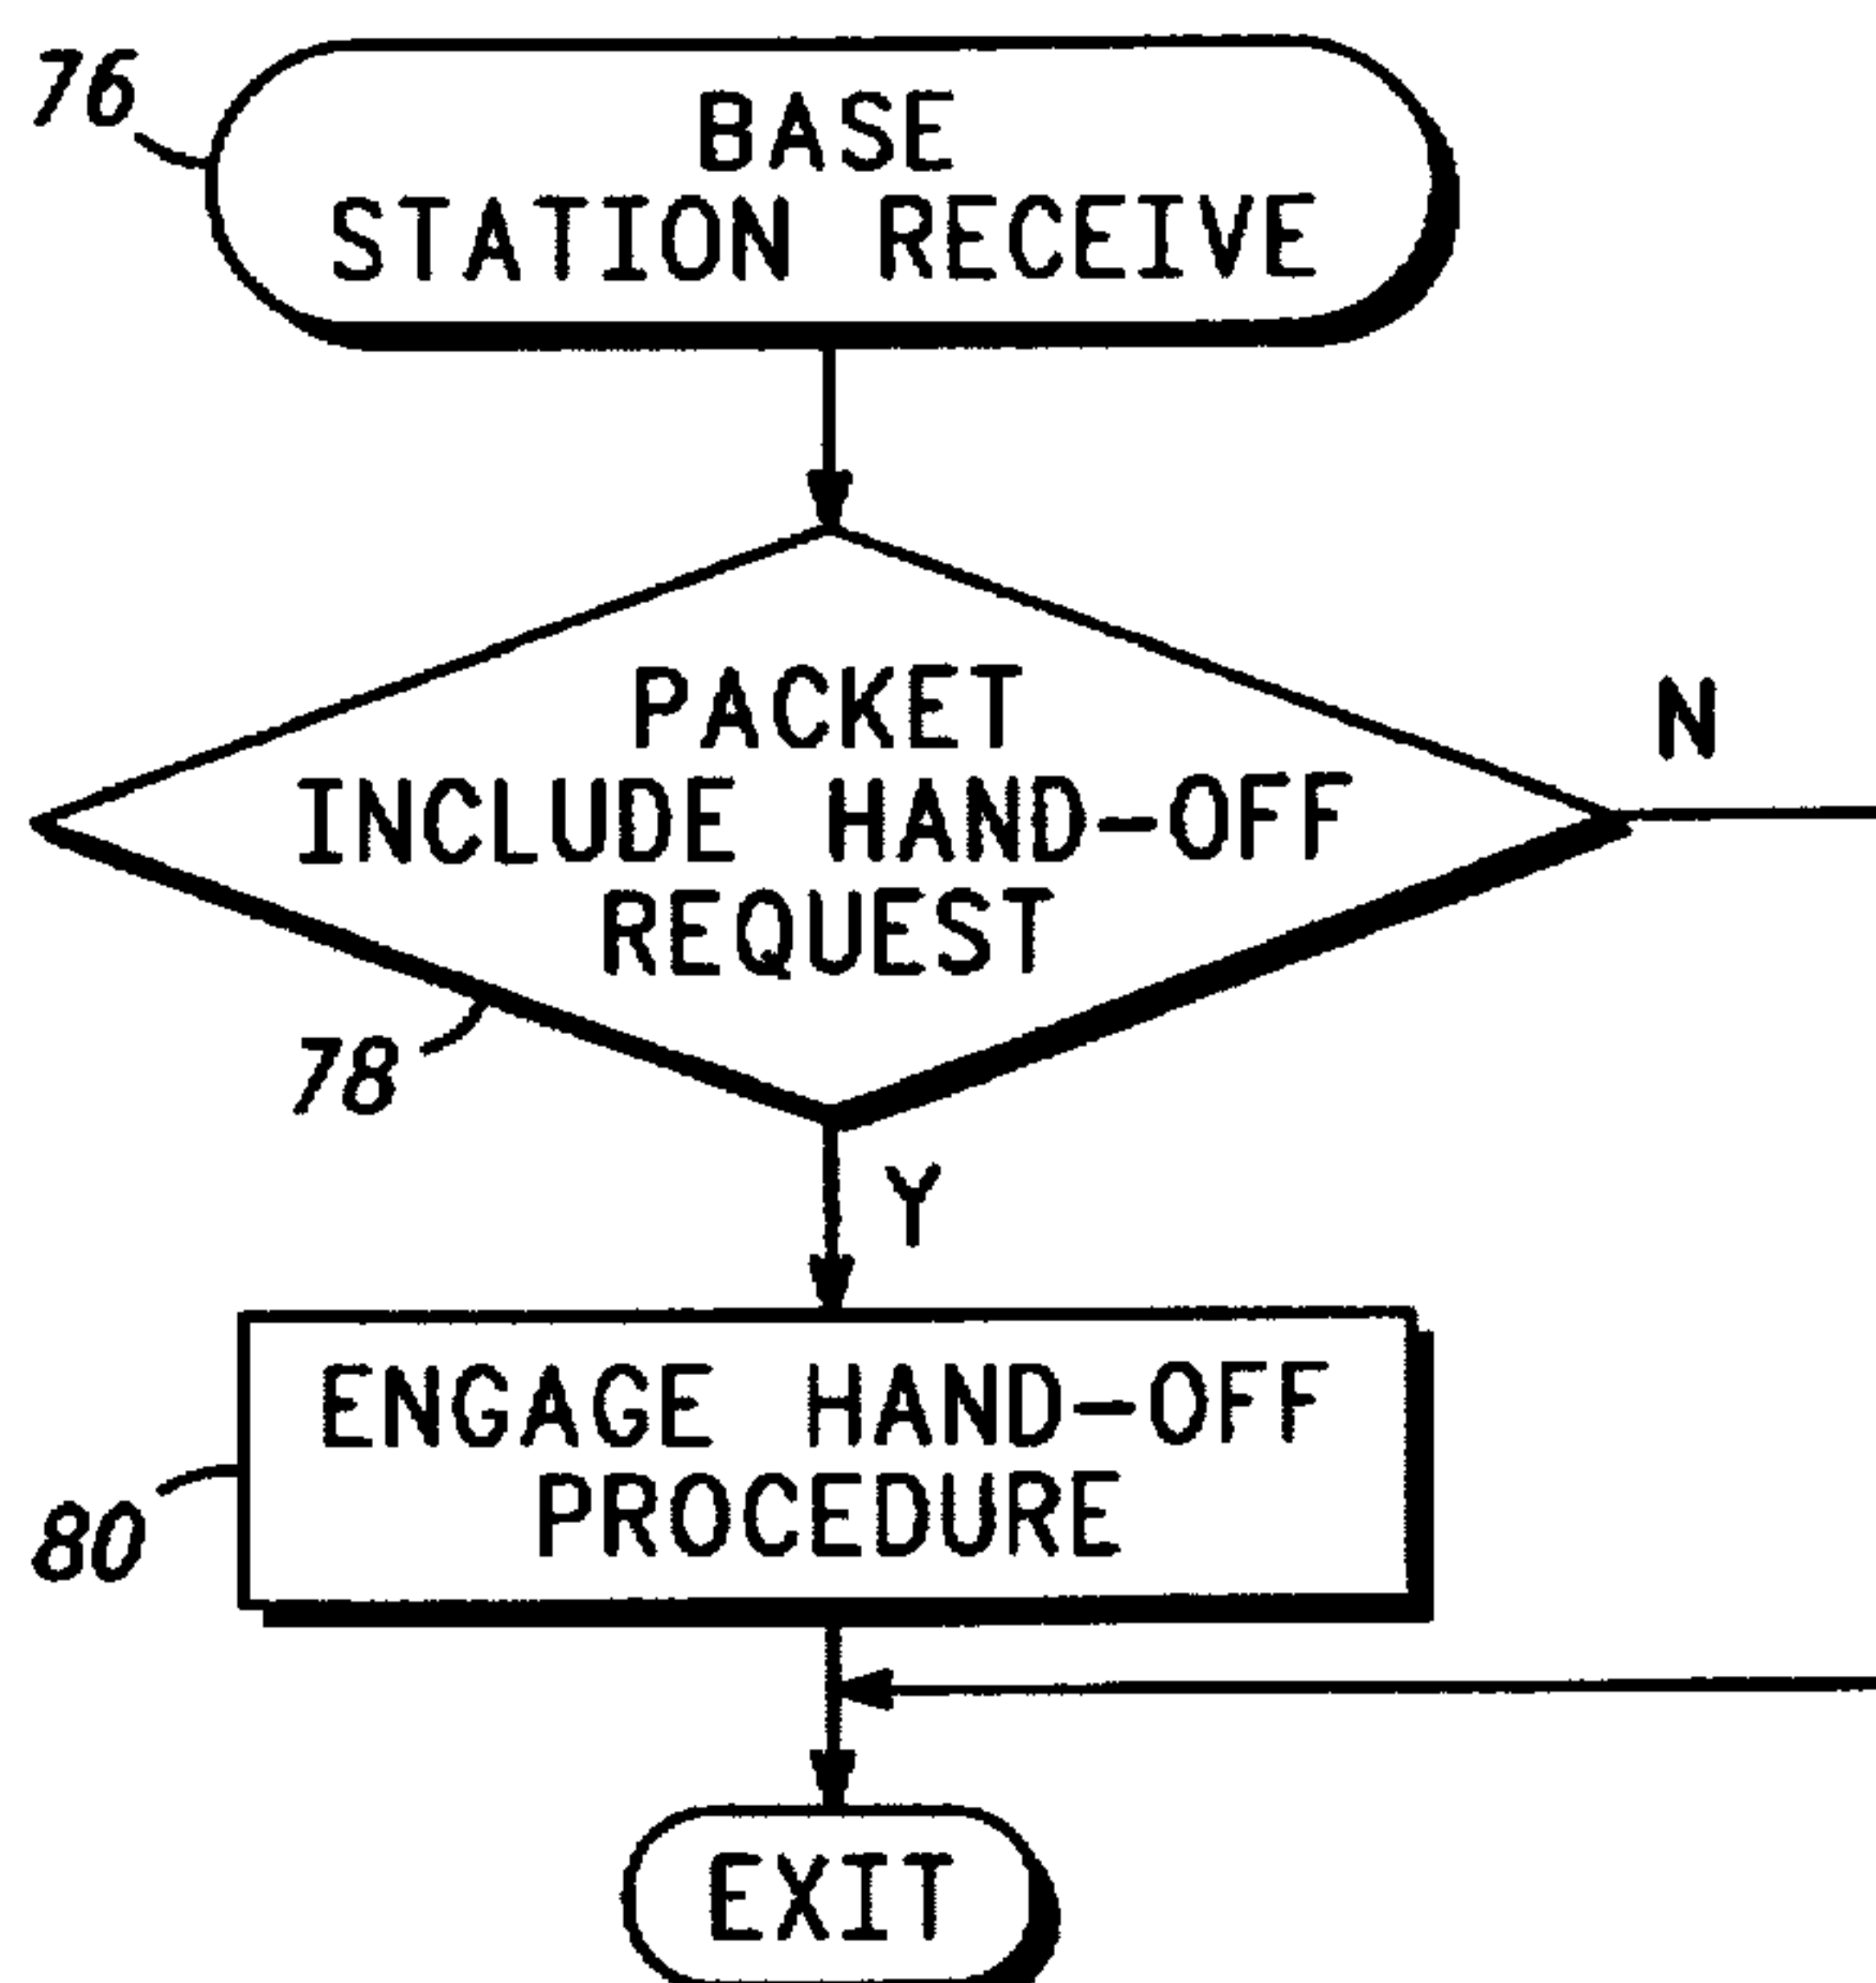 76
BASE
STATION RECEIVE
PACKET
INCLUDE HAND-OFF
REQUEST
N
78
Y
ENGAGE HAND-OFF
PROCEDURE
80
EXIT